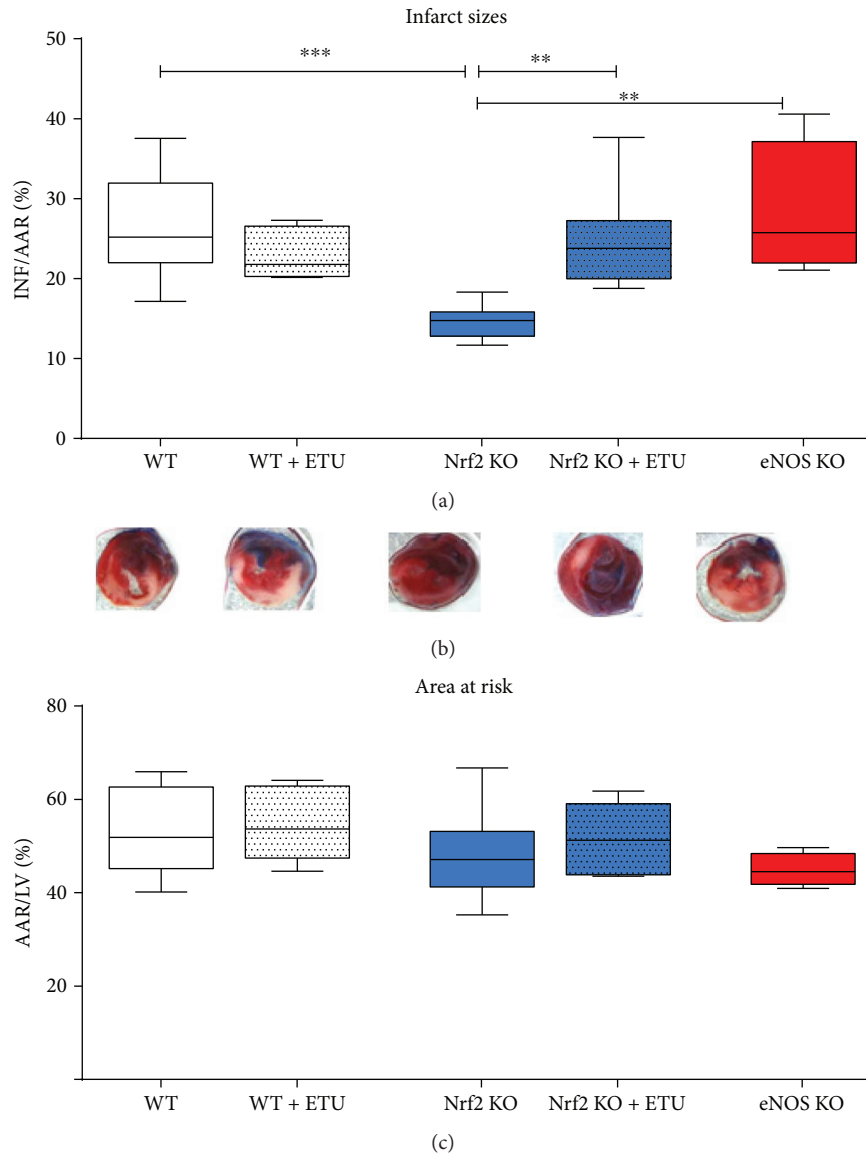 Infarct sizes
50
40
30
20
10
0
INF/AAR (%)
***
**
**
WT
WT + ETU
Nrf2 KO
Nrf2 KO + ETU
eNOS KO
(a)
(b)
Area at risk
80
60
40
20
AAR/LV (%)
WT
WT + ETU
Nrf2 KO
Nrf2 KO + ETU
eNOS KO
(c)